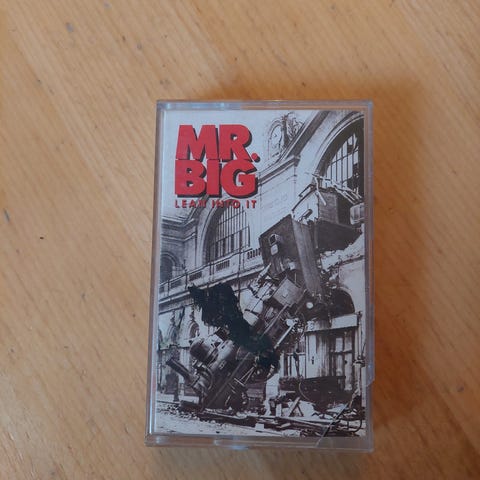 MR.
BIG
LEAN INTO IT